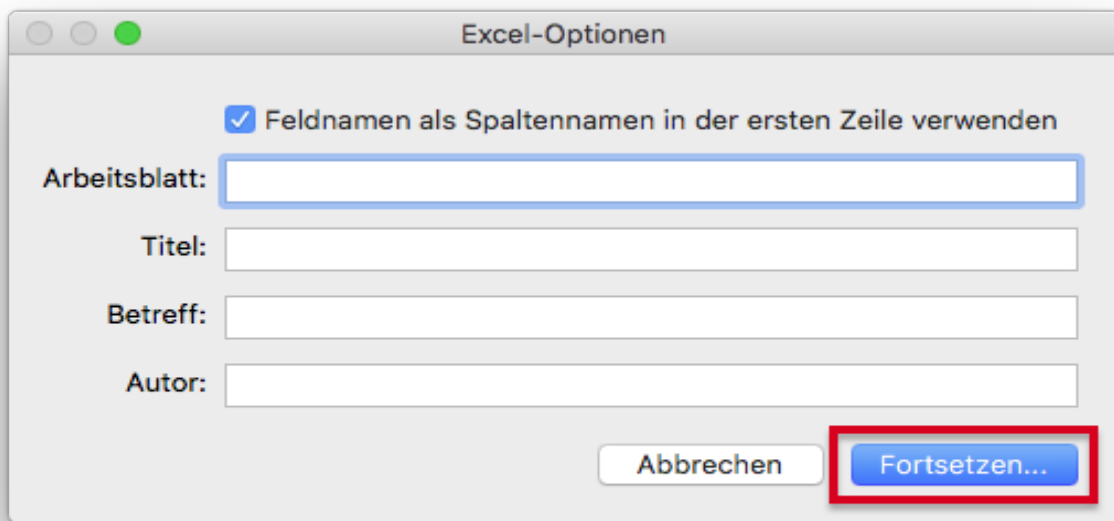 Excel-Optionen
Feldnamen als Spaltennamen in der ersten Zeile verwenden
Arbeitsblatt:
Titel:
Betreff:
Autor:
Abbrechen
Fortsetzen...